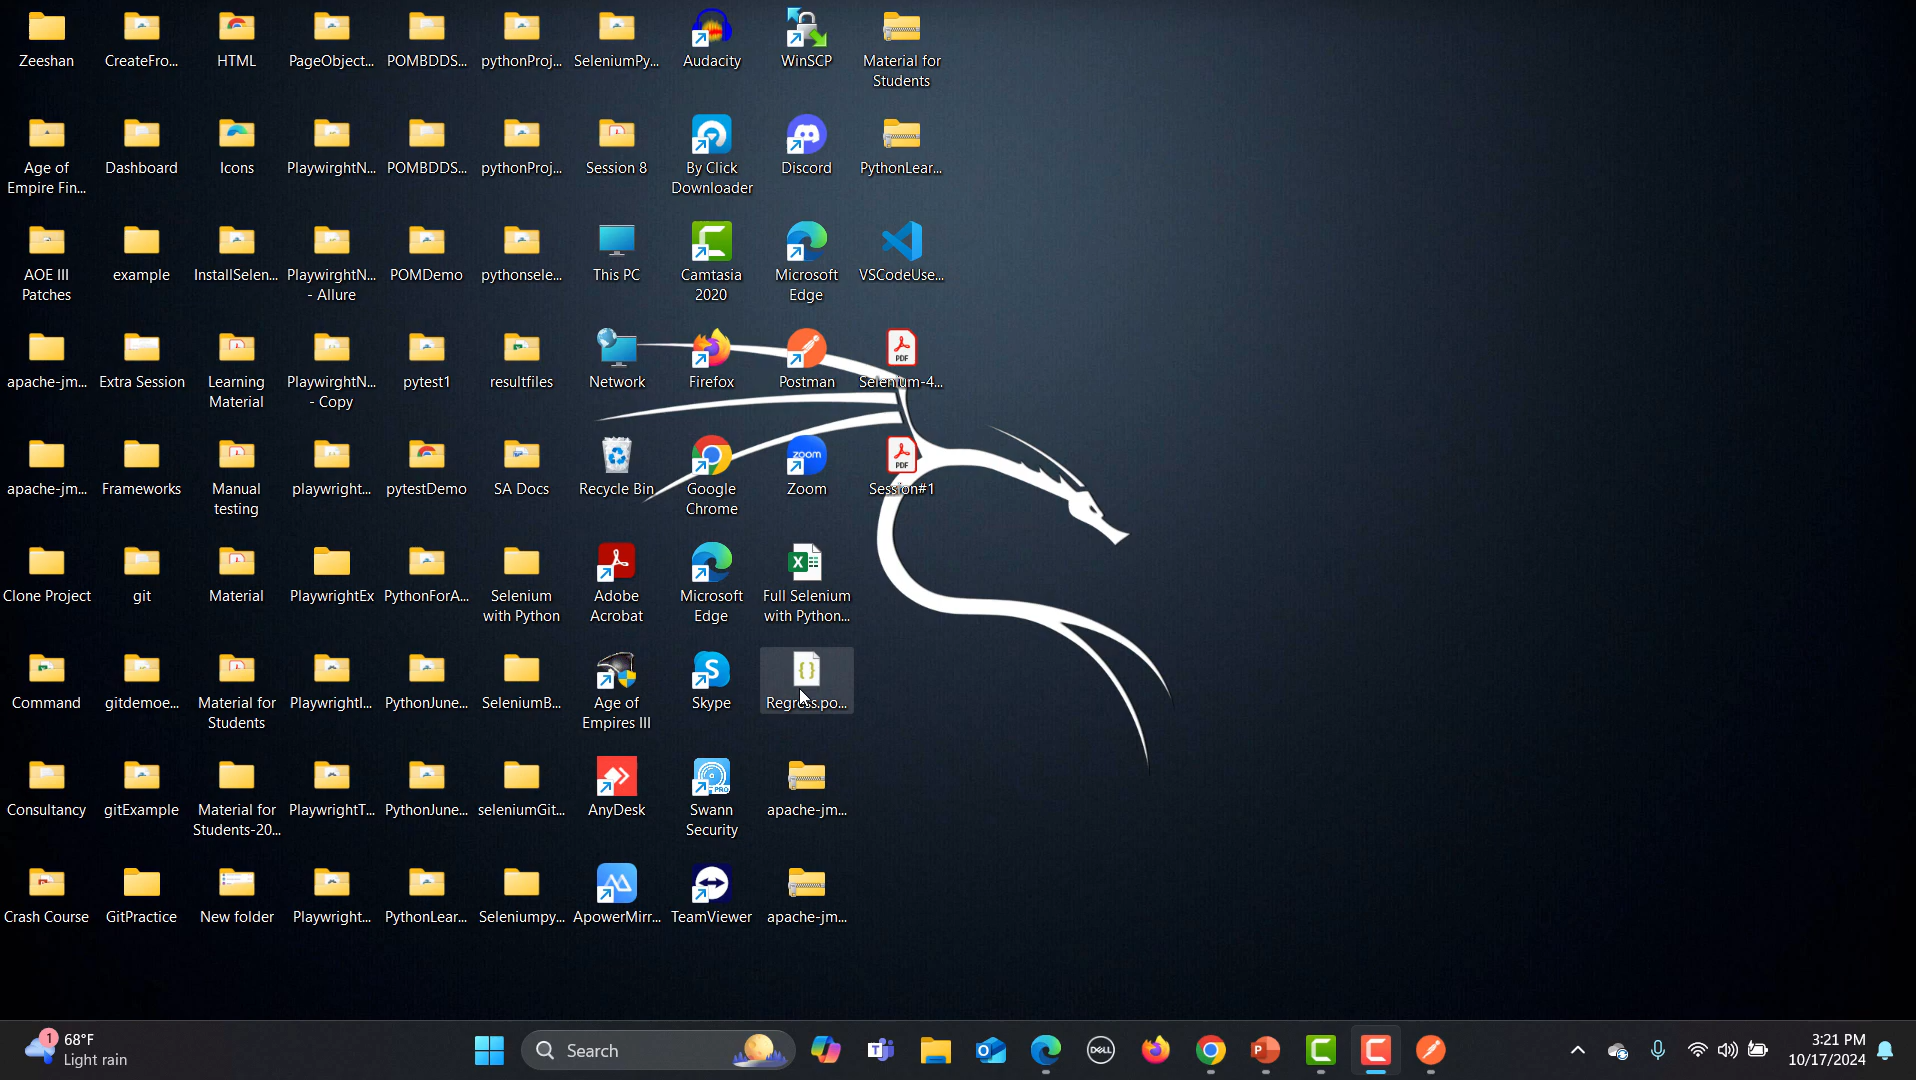 Zeeshan
CreateFro...
HTML
PageObject...
POMBDDS...
pythonProj...
SeleniumPy...
Audacity
WinSCP
Material for
Students
Age of
Empire Fin...
Dashboard
Icons
PlaywirghtN...
POMBDDS...
pythonProj...
Session 8
By Click
Downloader
Discord
PythonLear...
AOE III
Patches
example
InstallSelen...
PlaywirghtN...
- Allure
POMDemo
pythonsele...
This PC
Camtasia
2020
Microsoft
Edge
VSCodeUse...
apache-jm...
Extra Session
Learning
Material
PlaywirghtN...
- Copy
pytest1
resultfiles
Network
Firefox
Postman
PDF
Selenium-4...
apache-jm...
Frameworks
Manual
testing
playwright...
pytestDemo
SA Docs
Recycle Bin
Google
Chrome
zoom
Zoom
PDF
Session#1
Clone Project
git
Material
PlaywrightEx
PythonForA...
Selenium
with Python
Adobe
Acrobat
Microsoft
Edge
Full Selenium
with Python...
Command
gitdemoe...
Material for
Students
PlaywrightI...
PythonJune...
SeleniumB...
Age of
Empires III
Skype
Regress.po...
Consultancy
gitExample
Material for
Students-20...
PlaywrightT...
PythonJune...
seleniumGit...
AnyDesk
PRO
Swann
Security
apache-jm...
Crash Course
GitPractice
New folder
Playwright...
PythonLear...
Seleniumpy...
ApowerMirr...
TeamViewer
apache-jm...
1
68°F
Light rain
Search
DELL
3:21 PM
10/17/2024